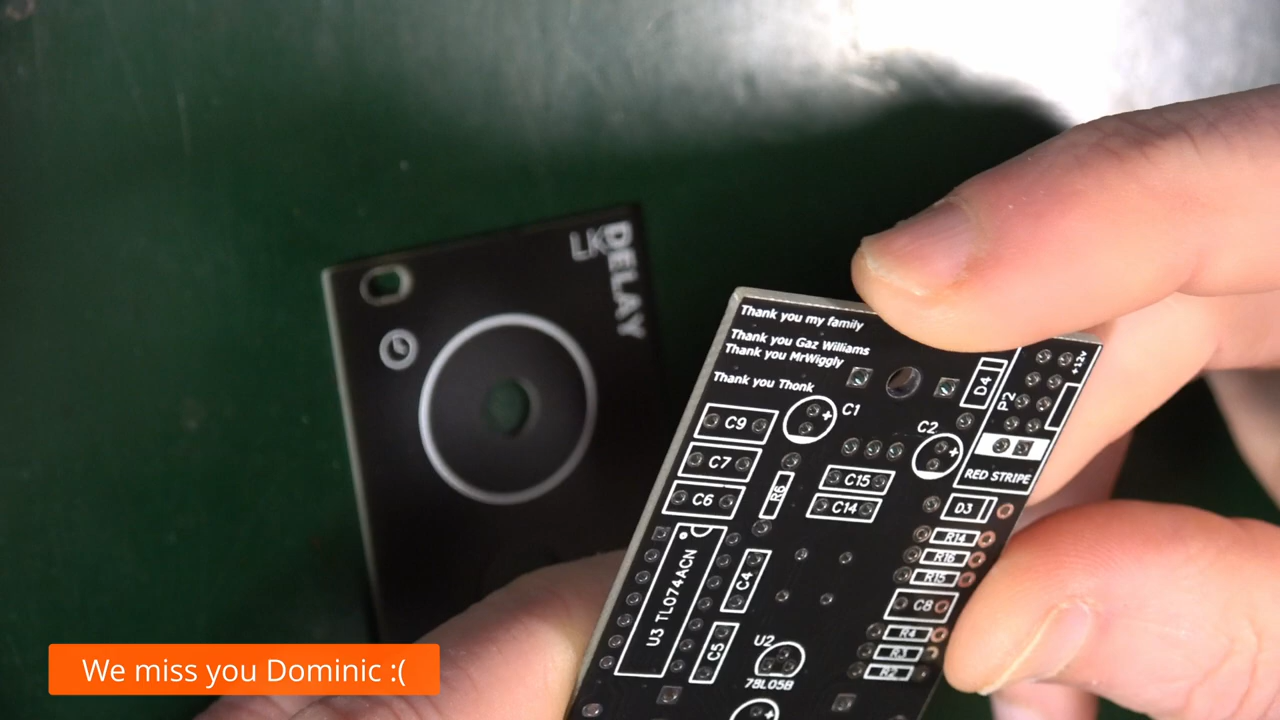 LK
DELAY
Thank you my family
Thank you Gaz Williams
Thank you MrWiggly
Thank you Thonk
C9
C1
C7
C6
R6
C15
C14
C2
D4
P2
+12V
RED STRIPE
D3
R14
R16
R15
C8
R4
R3
R2
U3 TL074ACN
C4
C5
U2
78L05B
We miss you Dominic :(